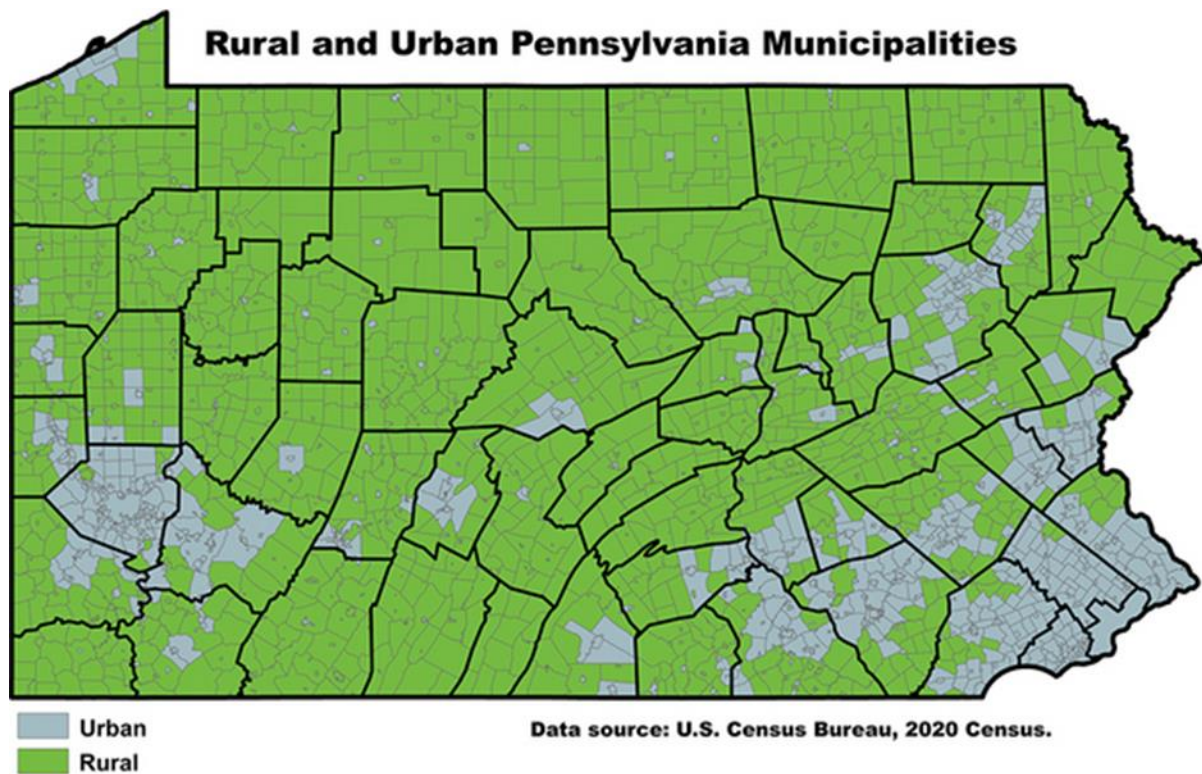 Rural and Urban Pennsylvania Municipalities
Urban
Rural
Data source: U.S. Census Bureau, 2020 Census.